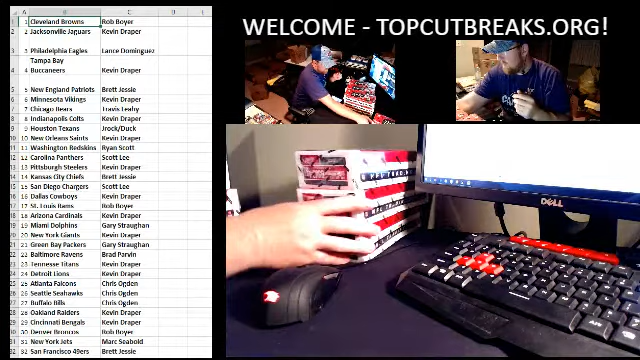 WELCOME - TOPCUTBREAKS.ORG!
A B C D E
1 Cleveland Browns Rob Boyer
2 Jacksonville Jaguars Kevin Draper
3 Philadelphia Eagles Lance Dominguez
Tampa Bay
4 Buccaneers Kevin Draper
5 New England Patriots Brett Jessie
6 Minnesota Vikings Kevin Draper
7 Chicago Bears Travis Leahy
8 Indianapolis Colts Kevin Draper
9 Houston Texans Jrock/Duck
10 New Orleans Saints Kevin Draper
11 Washington Redskins Ryan Scott
12 Carolina Panthers Scott Lee
13 Pittsburgh Steelers Kevin Draper
14 Kansas City Chiefs Brett Jessie
15 San Diego Chargers Scott Lee
16 Dallas Cowboys Kevin Draper
17 St. Louis Rams Rob Boyer
18 Arizona Cardinals Kevin Draper
19 Miami Dolphins Gary Straughan
20 New York Giants Kevin Draper
21 Green Bay Packers Gary Straughan
22 Baltimore Ravens Brad Parvin
23 Tennessee Titans Kevin Draper
24 Detroit Lions Kevin Draper
25 Atlanta Falcons Chris Ogden
26 Seattle Seahawks Chris Ogden
27 Buffalo Bills Chris Ogden
28 Oakland Raiders Kevin Draper
29 Cincinnati Bengals Kevin Draper
30 Denver Broncos Rob Boyer
31 New York Jets Marc Seabold
32 San Francisco 49ers Brett Jessie
DELL